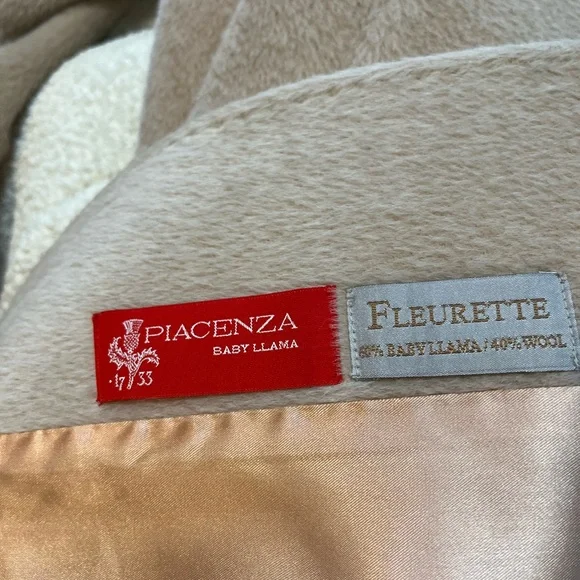 PIACENZA
BABY LLAMA
·17 33
FLEURETTE
60% BABY LLAMA / 40% WOOL